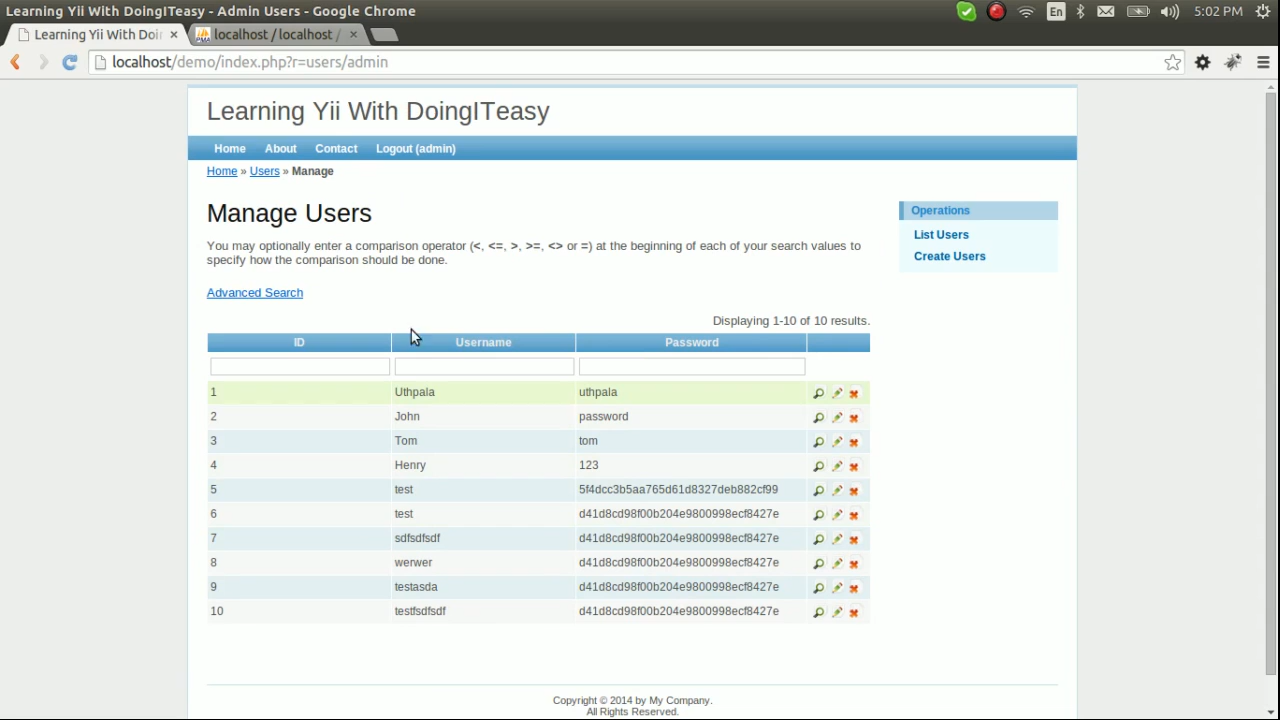 Learning Yii With DoingITeasy - Admin Users - Google Chrome
En
5:02 PM
Learning Yii With Doi
PMA
localhost / localhost /
localhost/demo/index.php?r=users/admin
Learning Yii With DoingITeasy
Home About Contact Logout (admin)
Home » Users » Manage
Manage Users
Operations
List Users
Create Users
You may optionally enter a comparison operator (<, <=, >, >=, <> or =) at the beginning of each of your search values to
specify how the comparison should be done.
Advanced Search
Displaying 1-10 of 10 results.
ID Username Password
1 Uthpala uthpala
2 John password
3 Tom tom
4 Henry 123
5 test 5f4dcc3b5aa765d61d8327deb882cf99
6 test d41d8cd98f00b204e9800998ecf8427e
7 sdfsdfsdf d41d8cd98f00b204e9800998ecf8427e
8 werwer d41d8cd98f00b204e9800998ecf8427e
9 testasda d41d8cd98f00b204e9800998ecf8427e
10 testfsdfsdf d41d8cd98f00b204e9800998ecf8427e
Copyright © 2014 by My Company.
All Rights Reserved.